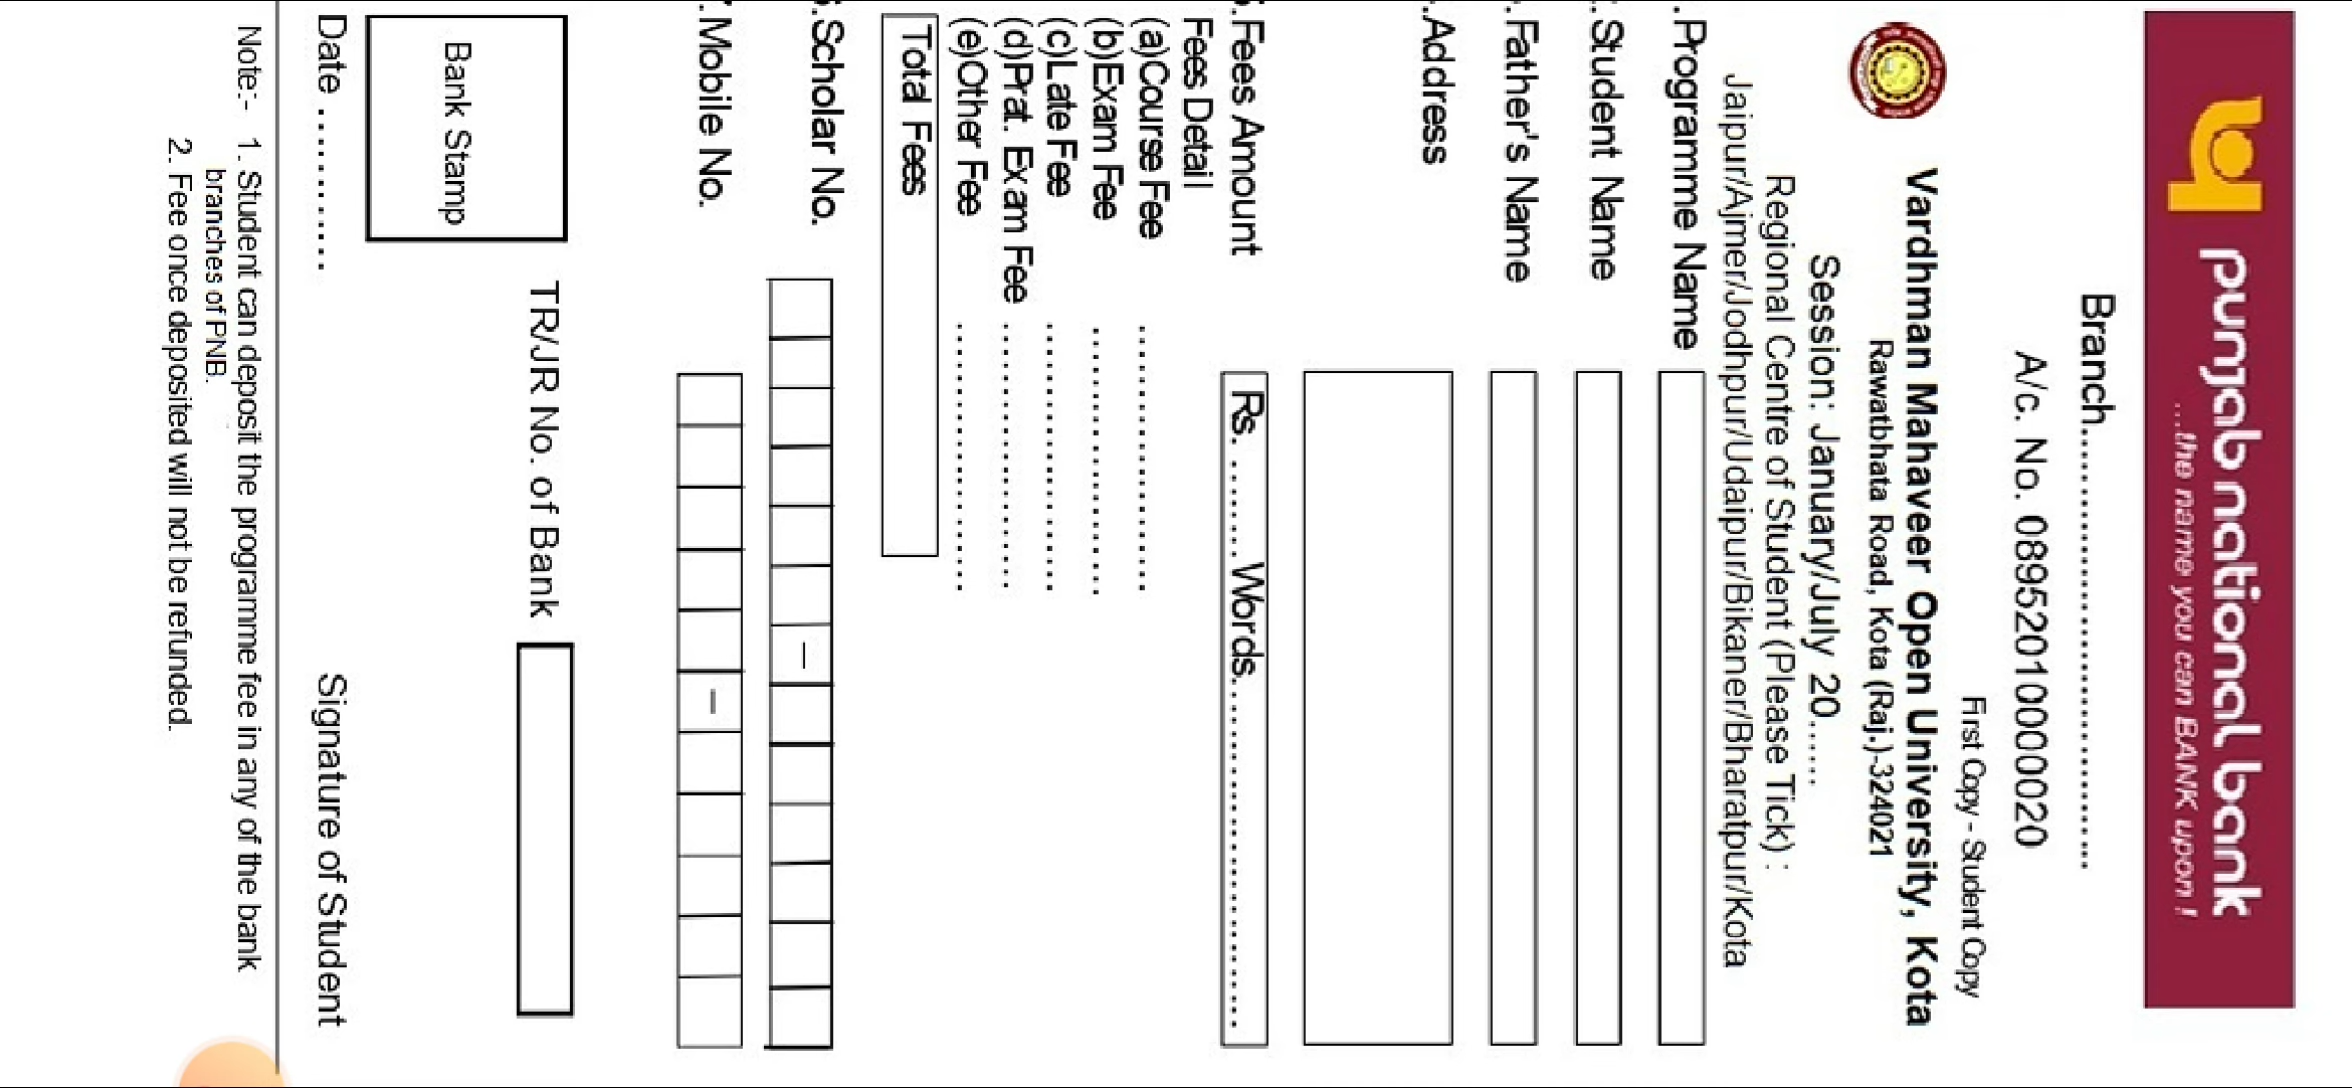 punjab national bank
...the name you can BANK upon !
Branch.....................................
A/c. No. 0895201000000020
First Copy - Student Copy
Vardhman Mahaveer Open University, Kota
Rawatbhata Road, Kota (Raj.)-324021
Session: January/July 20......
Regional Centre of Student (Please Tick) :
Jaipur/Ajmer/Jodhpur/Udaipur/Bikaner/Bharatpur/Kota
.Programme Name
.Student Name
.Father's Name
.Address
.Fees Amount Rs. ......... Words.................................
Fees Detail
(a)Course Fee ..........................
(b)Exam Fee ..........................
(c)Late Fee ..........................
(d)Prat. Exam Fee ..........................
(e)Other Fee ..........................
Total Fees
.Scholar No. –
.Mobile No. –
TR/JR No. of Bank
Bank Stamp
Date ............
Signature of Student
Note:- 1. Student can deposit the programme fee in any of the bank
branches of PNB.
2. Fee once deposited will not be refunded.